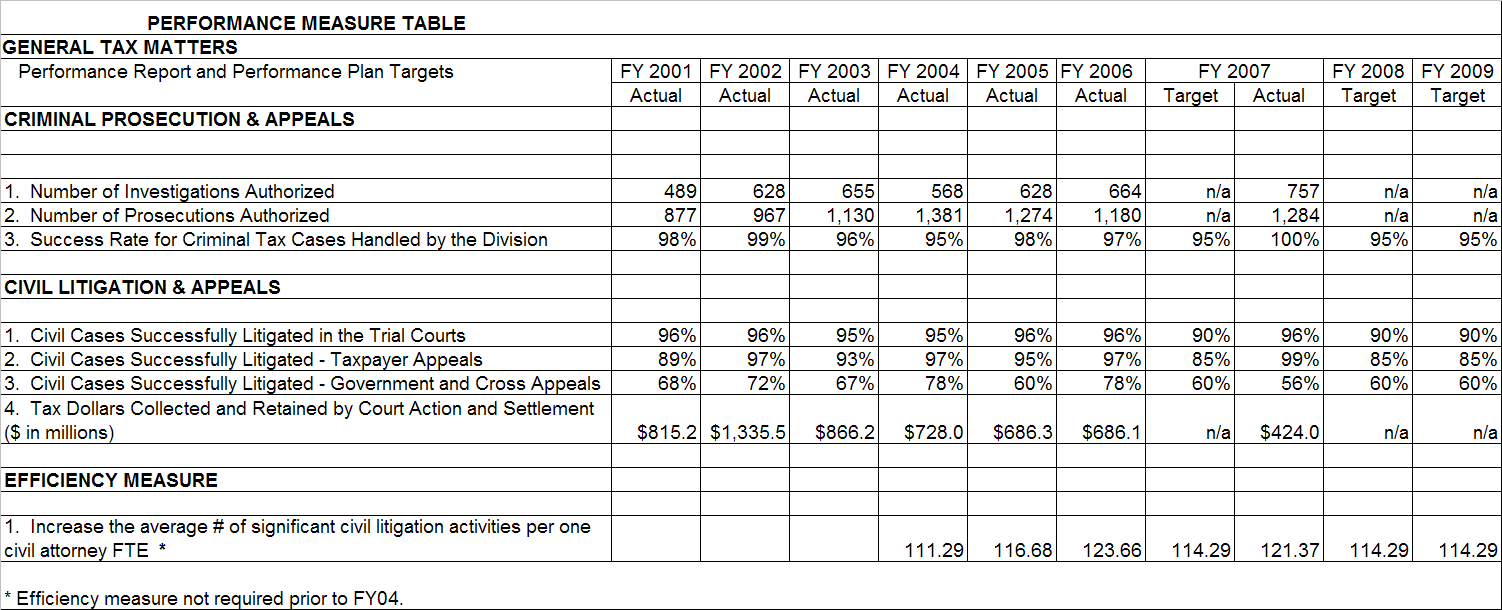 PERFORMANCE MEASURE TABLE
GENERAL TAX MATTERS
Performance Report and Performance Plan Targets FY 2001 FY 2002 FY 2003 FY 2004 FY 2005 FY 2006 FY 2007 FY 2008 FY 2009
Actual Actual Actual Actual Actual Actual Target Actual Target Target
CRIMINAL PROSECUTION & APPEALS
1. Number of Investigations Authorized 489 628 655 568 628 664 n/a 757 n/a n/a
2. Number of Prosecutions Authorized 877 967 1,130 1,381 1,274 1,180 n/a 1,284 n/a n/a
3. Success Rate for Criminal Tax Cases Handled by the Division 98% 99% 96% 95% 98% 97% 95% 100% 95% 95%
CIVIL LITIGATION & APPEALS
1. Civil Cases Successfully Litigated in the Trial Courts 96% 96% 95% 95% 96% 96% 90% 96% 90% 90%
2. Civil Cases Successfully Litigated - Taxpayer Appeals 89% 97% 93% 97% 95% 97% 85% 99% 85% 85%
3. Civil Cases Successfully Litigated - Government and Cross Appeals 68% 72% 67% 78% 60% 78% 60% 56% 60% 60%
4. Tax Dollars Collected and Retained by Court Action and Settlement
($ in millions) $815.2 $1,335.5 $866.2 $728.0 $686.3 $686.1 n/a $424.0 n/a n/a
EFFICIENCY MEASURE
1. Increase the average # of significant civil litigation activities per one
civil attorney FTE * 111.29 116.68 123.66 114.29 121.37 114.29 114.29
* Efficiency measure not required prior to FY04.